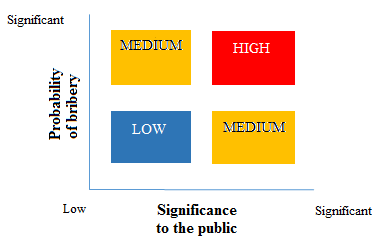 Significant
MEDIUM
HIGH
Probability
of bribery
LOW
MEDIUM
Low
Significance
to the public
Significant